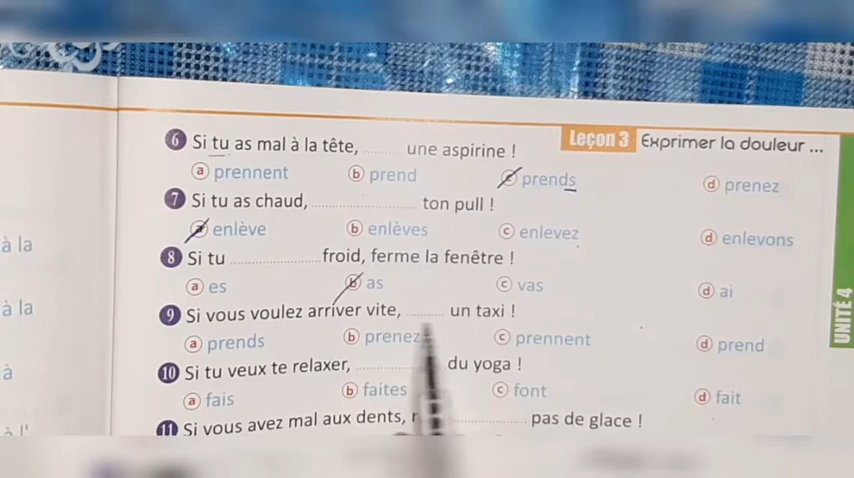 Leçon 3 Exprimer la douleur ...
6 Si tu as mal à la tête, ........ une aspirine !
a prennent b prend c prends d prenez
7 Si tu as chaud, ........................ ton pull !
a enlève b enlèves c enlevez d enlevons
8 Si tu ........................ froid, ferme la fenêtre !
a es b as c vas d ai
9 Si vous voulez arriver vite, ........ un taxi !
a prends b prenez c prennent d prend
10 Si tu veux te relaxer, ................ du yoga !
a fais b faites c font d fait
11 Si vous avez mal aux dents, ................ pas de glace !
à la
à la
à
à l'
UNITÉ 4